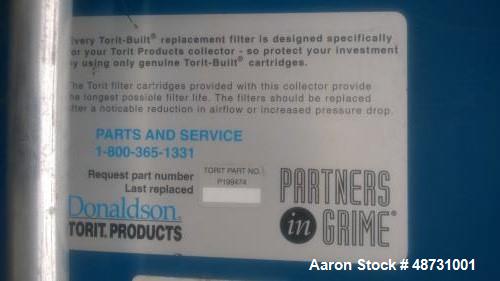 very Torit-Built® replacement filter is designed specifically
or your Torit Products collector - so protect your investment
y using only genuine Torit-Built® cartridges.
The Torit filter cartridges provided with this collector provide
he longest possible filter life. The filters should be replaced
after a noticable reduction in airflow or increased pressure drop.
PARTS AND SERVICE
1-800-365-1331
Request part number
Last replaced
TORIT PART NO.
P199474
Donaldson.
TORIT. PRODUCTS
PARTNERS
in GRIME®
Aaron Stock # 48731001